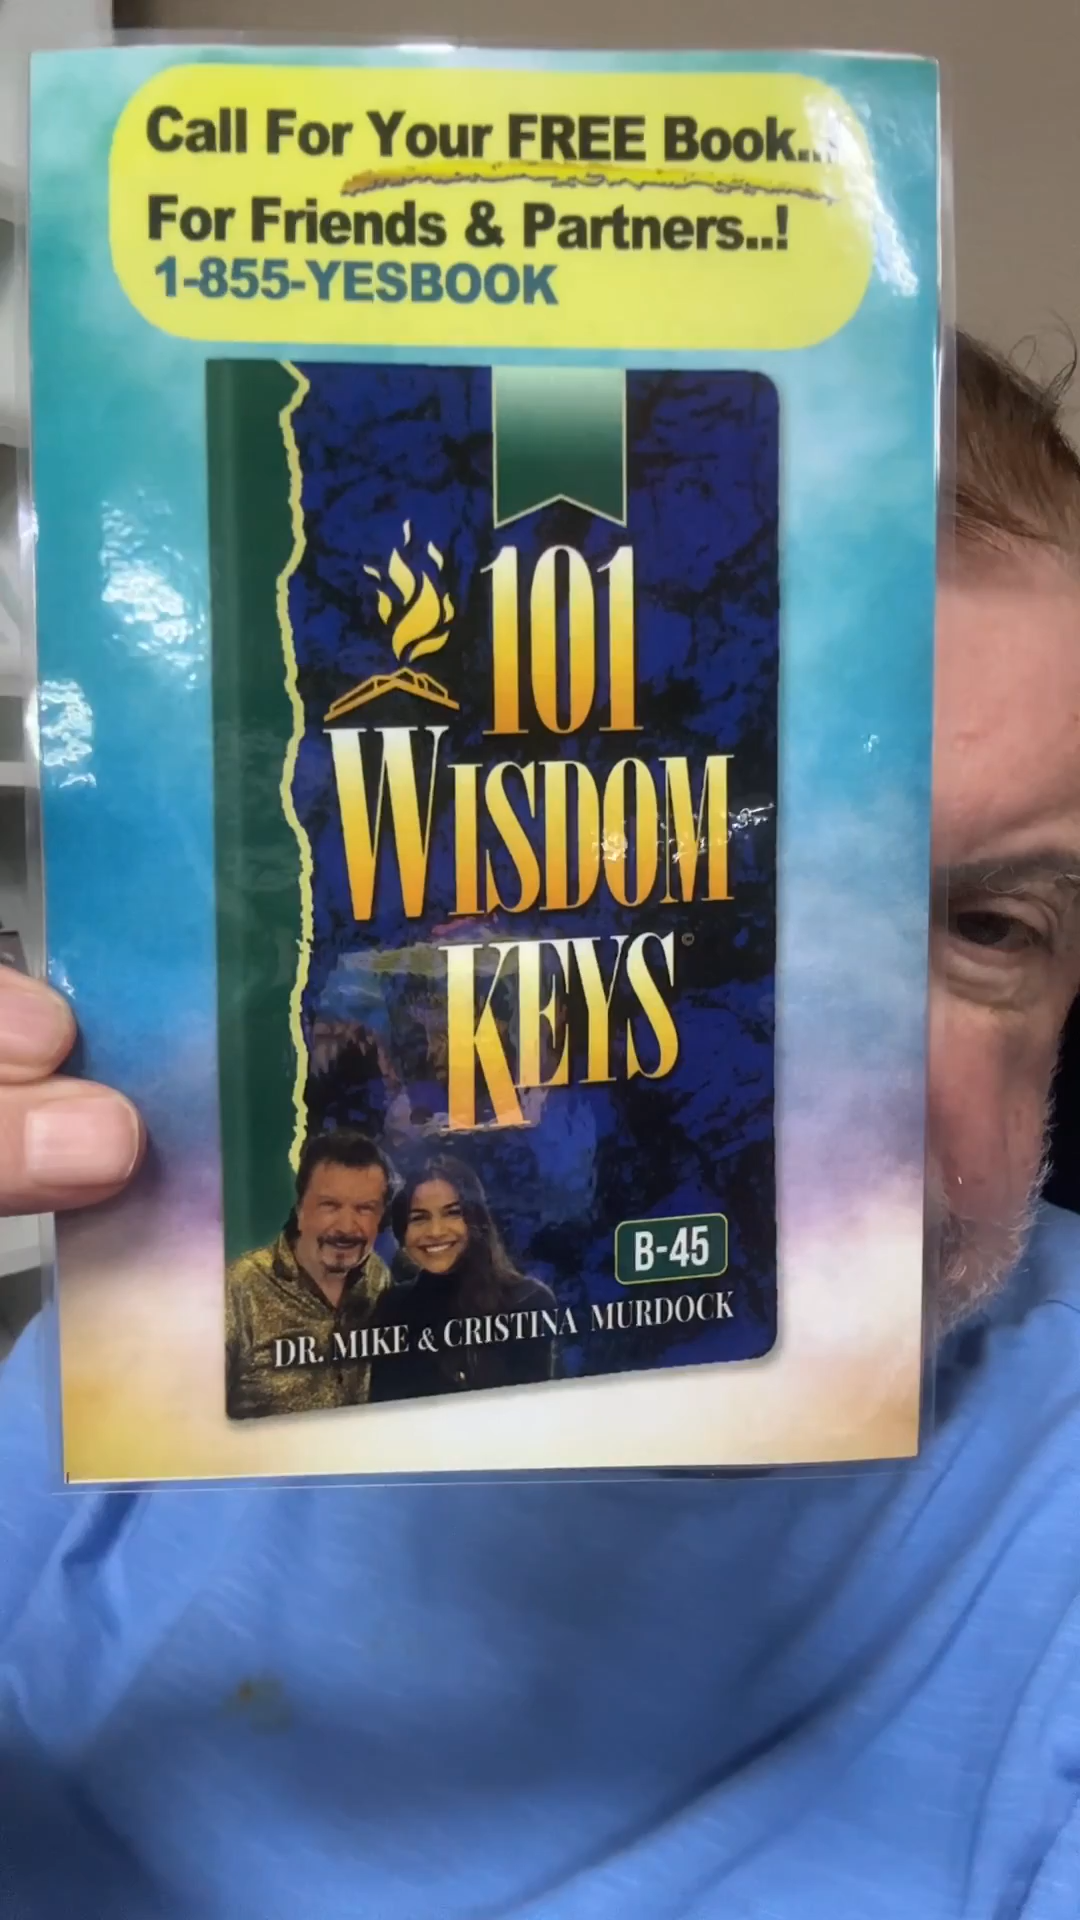 Call For Your FREE Book...
For Friends & Partners..!
1-855-YESBOOK
101
WISDOM
KEYS©
B-45
DR. MIKE & CRISTINA MURDOCK